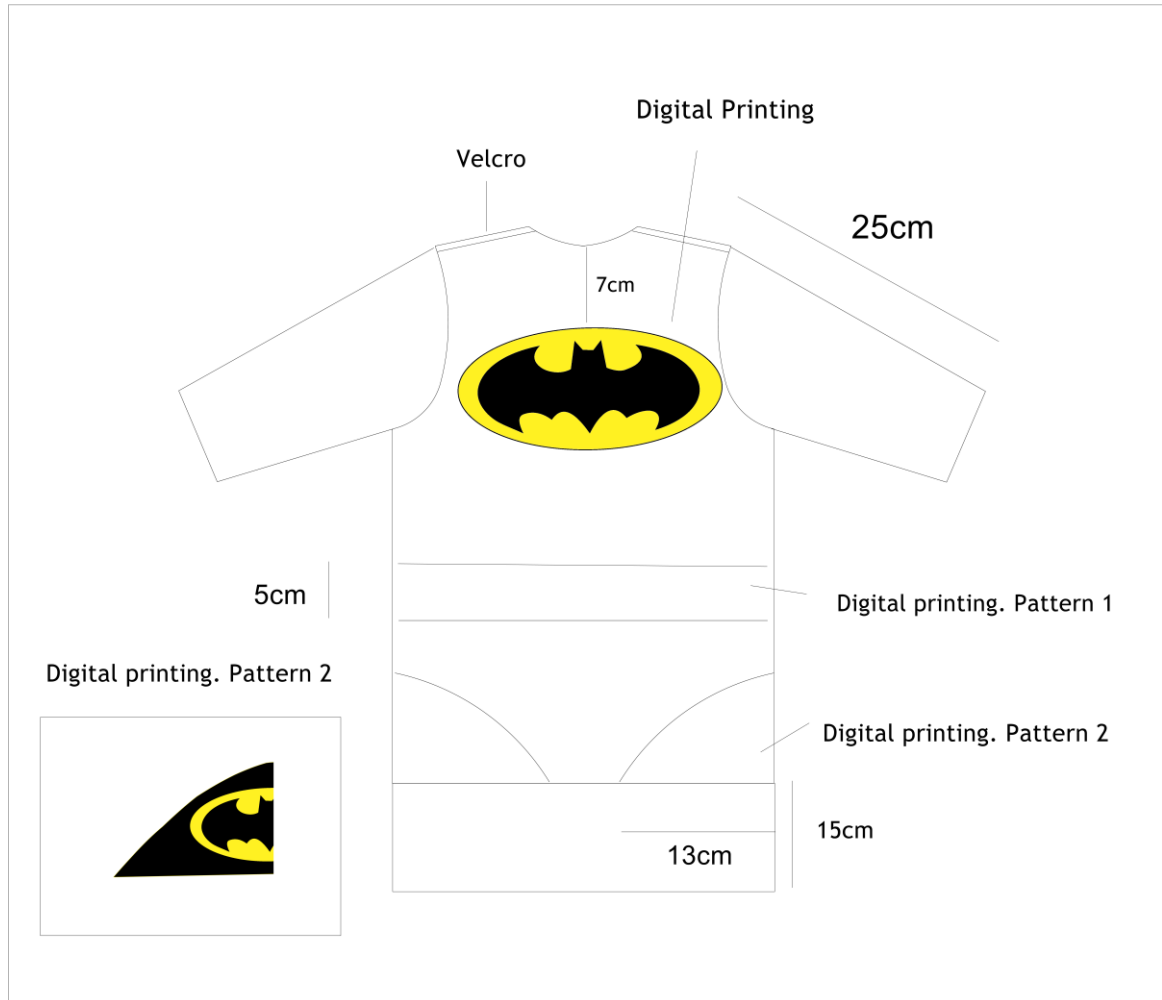 Digital Printing
Velcro
25cm
7cm
5cm
Digital printing. Pattern 1
Digital printing. Pattern 2
Digital printing. Pattern 2
15cm
13cm